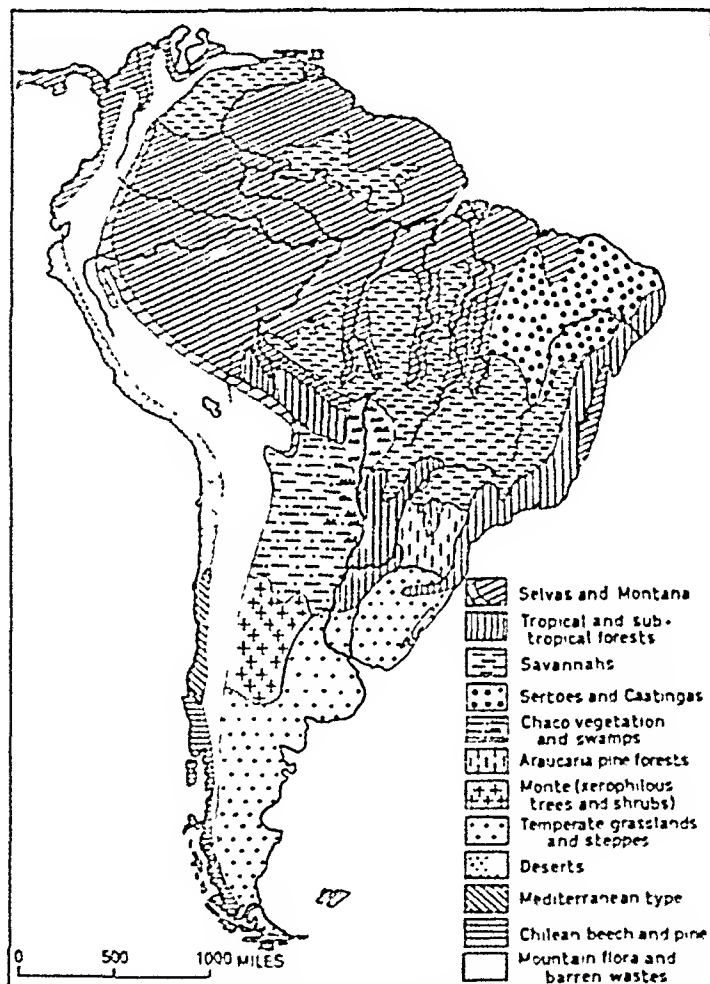 Selvas and Montana
Tropical and sub-
tropical forests
Savannahs
Sertoes and Caatingas
Chaco vegetation
and swamps
Araucaria pine forests
Monte (xerophilous
trees and shrubs)
Temperate grasslands
and steppes
Deserts
Mediterranean type
Chilean beech and pine
Mountain flora and
barren wastes
0 500 1000 MILES